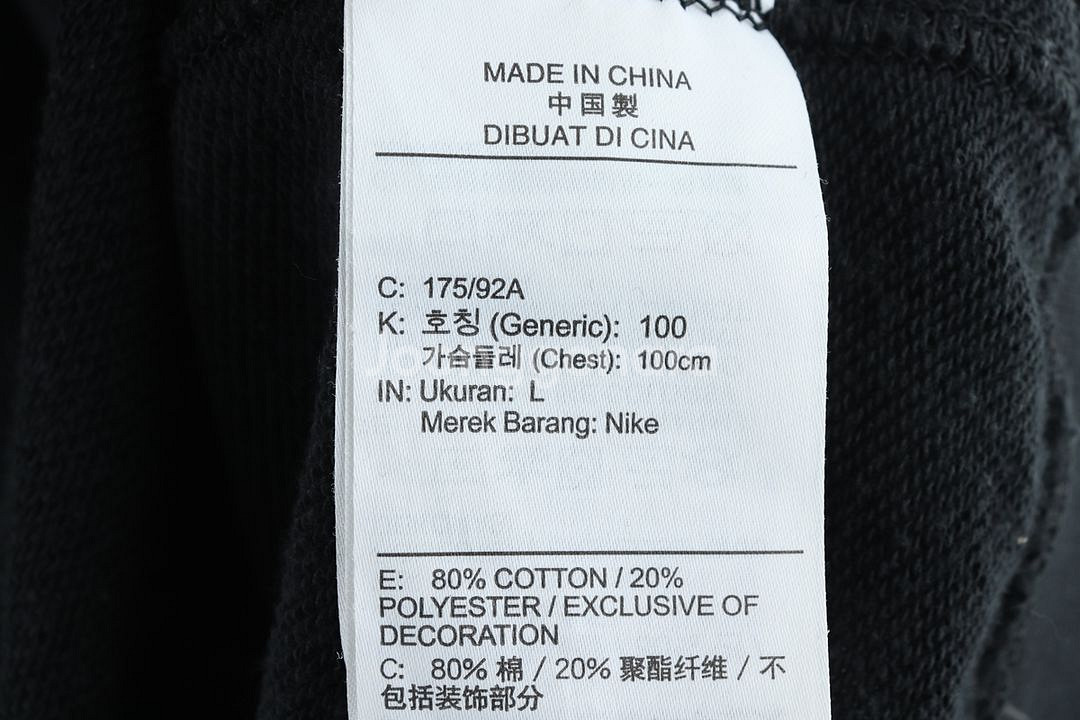 MADE IN CHINA
中国製
DIBUAT DI CINA
C: 175/92A
K: 호칭 (Generic): 100
가슴둘레 (Chest): 100cm
IN: Ukuran: L
Merek Barang: Nike
E: 80% COTTON / 20%
POLYESTER / EXCLUSIVE OF
DECORATION
C: 80% 棉 / 20% 聚酯纤维 / 不
包括装饰部分